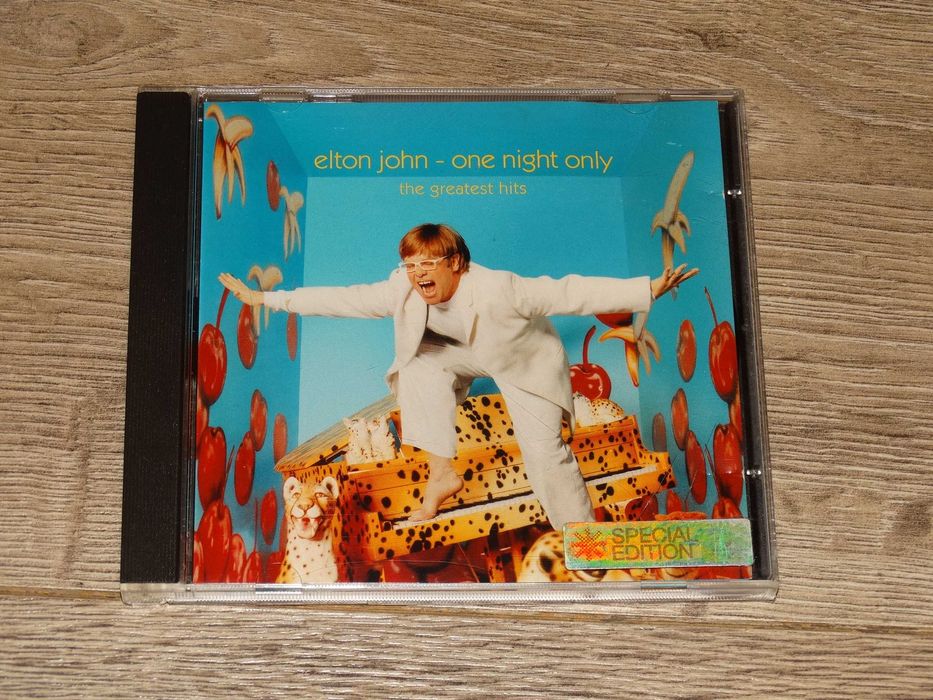 elton john - one night only
the greatest hits
SPECIAL
EDITION